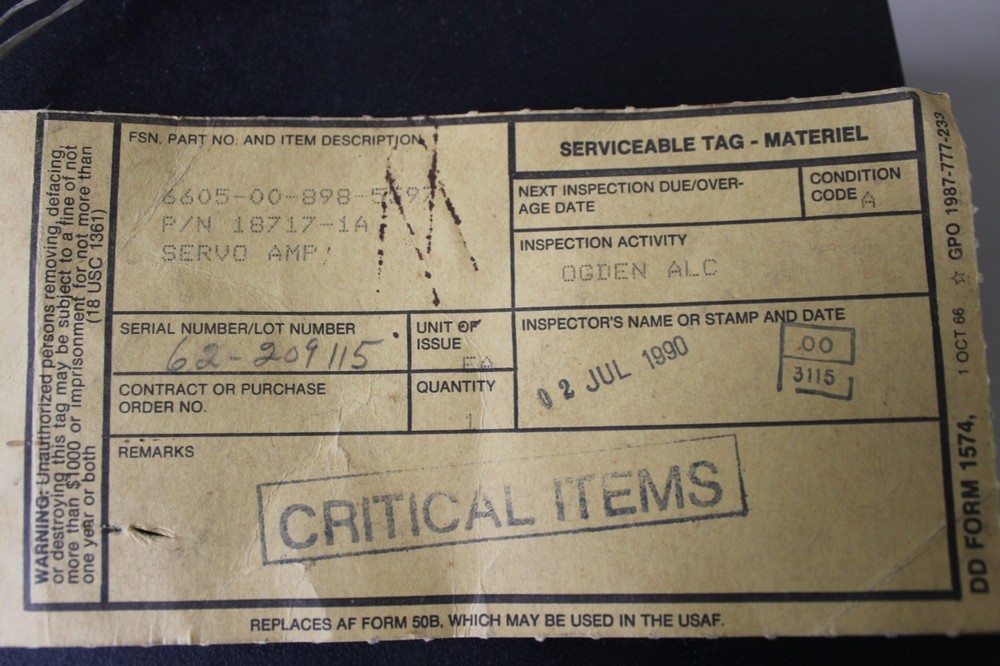 FSN, PART NO. AND ITEM DESCRIPTION
6605-00-898-
P/N 18717-1A
SERVO AMP
SERVICEABLE TAG - MATERIEL
NEXT INSPECTION DUE/OVER-
AGE DATE
CONDITION
CODE A
INSPECTION ACTIVITY
OGDEN ALC
SERIAL NUMBER/LOT NUMBER
62-209115
UNIT OF
ISSUE
EA
INSPECTOR'S NAME OR STAMP AND DATE
02 JUL 1990
.00
3115
CONTRACT OR PURCHASE
ORDER NO.
QUANTITY
1
REMARKS
CRITICAL ITEMS
REPLACES AF FORM 50B, WHICH MAY BE USED IN THE USAF.
WARNING: Unauthorized persons removing, defacing,
or destroying this tag may be subject to a fine of not
more than $1000 or imprisonment for not more than
one year or both (18 USC 1361)
DD FORM 1574, 1 OCT 66 ☆ GPO 1987-777-233